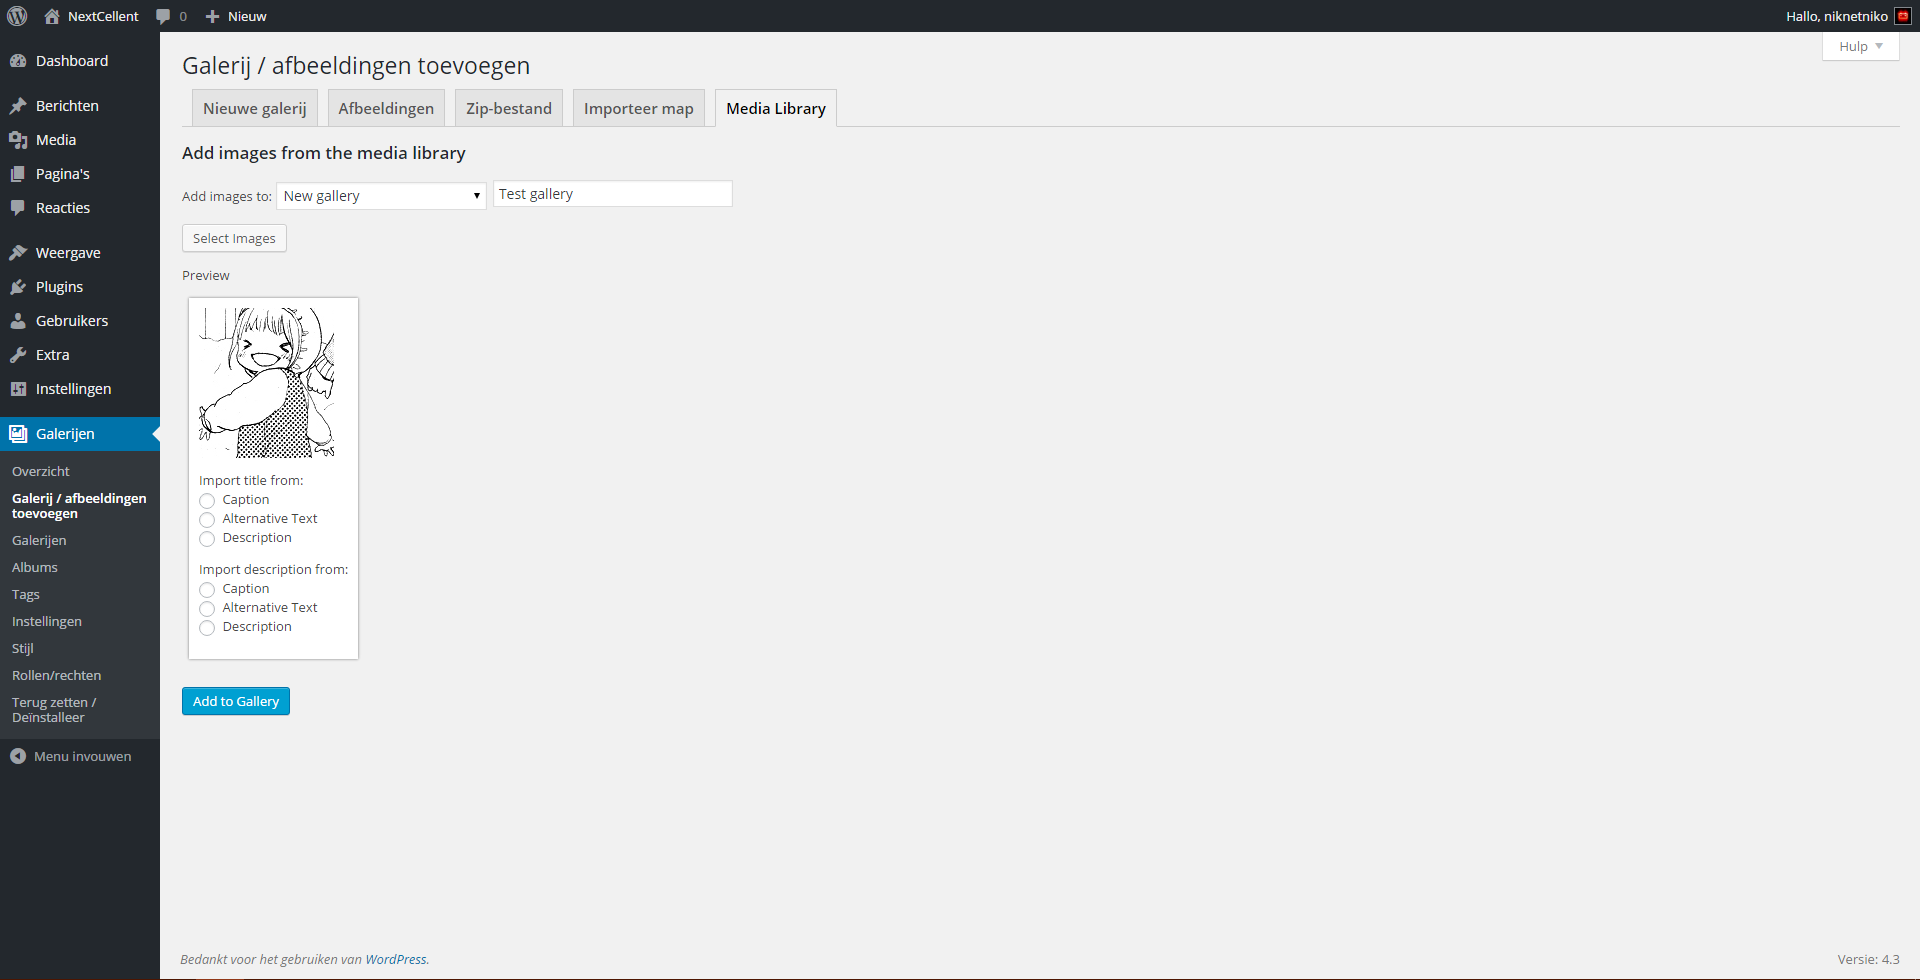 NextCellent 0 Nieuw Hallo, niknetniko
Hulp
Dashboard
Berichten
Media
Pagina's
Reacties
Weergave
Plugins
Gebruikers
Extra
Instellingen
Galerijen
Overzicht
Galerij / afbeeldingen
toevoegen
Galerijen
Albums
Tags
Instellingen
Stijl
Rollen/rechten
Terug zetten /
Deïnstalleer
Menu invouwen
Galerij / afbeeldingen toevoegen
Nieuwe galerij Afbeeldingen Zip-bestand Importeer map Media Library
Add images from the media library
Add images to: New gallery Test gallery
Select Images
Preview
Import title from:
Caption
Alternative Text
Description
Import description from:
Caption
Alternative Text
Description
Add to Gallery
Bedankt voor het gebruiken van WordPress. Versie: 4.3